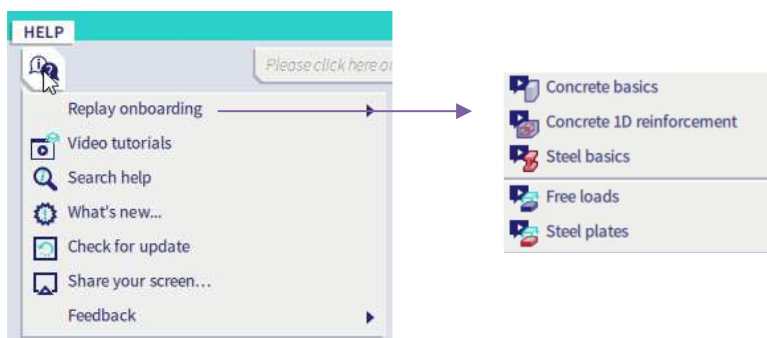 HELP
Please click here o
Replay onboarding
Video tutorials
Search help
What's new...
Check for update
Share your screen...
Feedback
Concrete basics
Concrete 1D reinforcement
Steel basics
Free loads
Steel plates